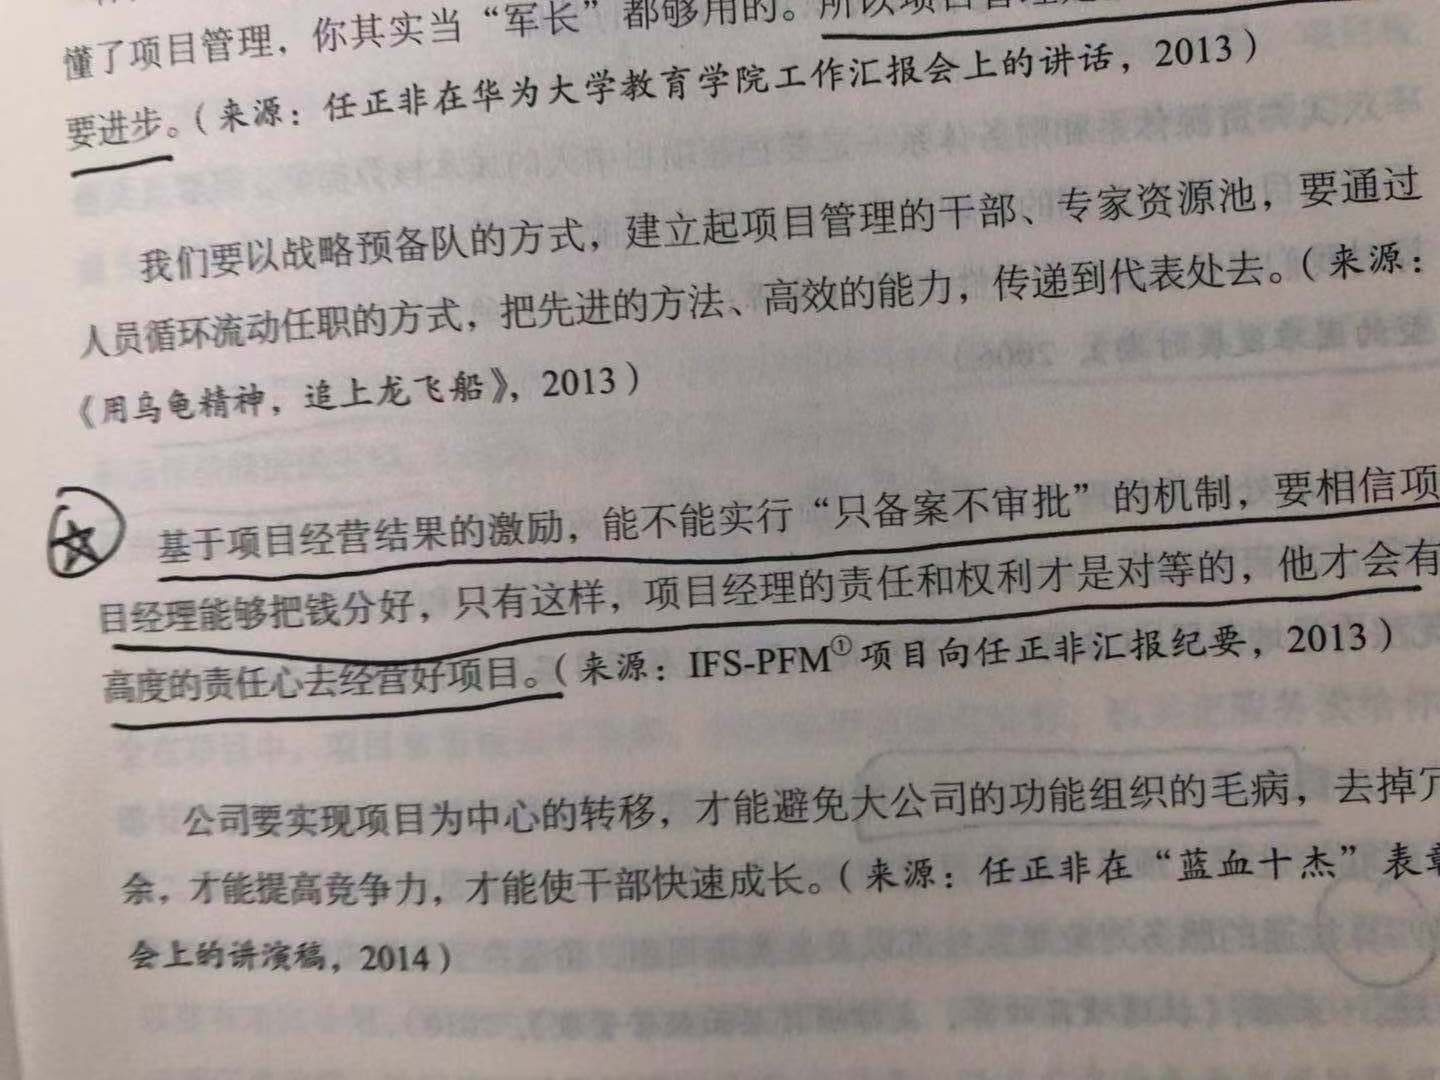 懂了项目管理，你其实当“军长”都够用的。所以项目管理
要进步。（来源：任正非在华为大学教育学院工作汇报会上的讲话，2013）
我们要以战略预备队的方式，建立起项目管理的干部、专家资源池，要通过
人员循环流动任职的方式，把先进的方法、高效的能力，传递到代表处去。（来源：
《用乌龟精神，追上龙飞船》，2013）
基于项目经营结果的激励，能不能实行“只备案不审批”的机制，要相信项
目经理能够把钱分好，只有这样，项目经理的责任和权利才是对等的，他才会有
高度的责任心去经营好项目。（来源：IFS-PFM①项目向任正非汇报纪要，2013）
公司要实现项目为中心的转移，才能避免大公司的功能组织的毛病，去掉冗
余，才能提高竞争力，才能使干部快速成长。（来源：任正非在“蓝血十杰”表彰
会上的讲演稿，2014）